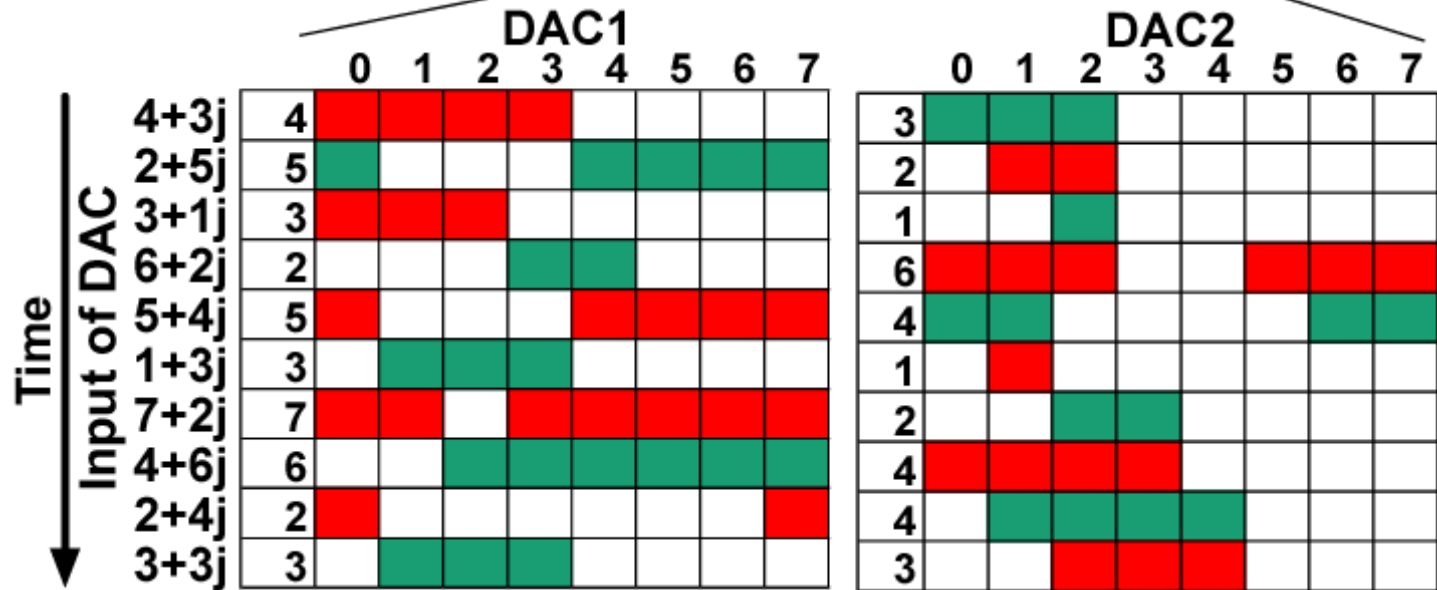 DAC1 DAC2
0 1 2 3 4 5 6 7 0 1 2 3 4 5 6 7
4+3j 4 3
2+5j 5 2
3+1j 3 1
6+2j 2 6
5+4j 5 4
1+3j 3 1
7+2j 7 2
4+6j 6 4
2+4j 2 4
3+3j 3 3
Time
Input of DAC